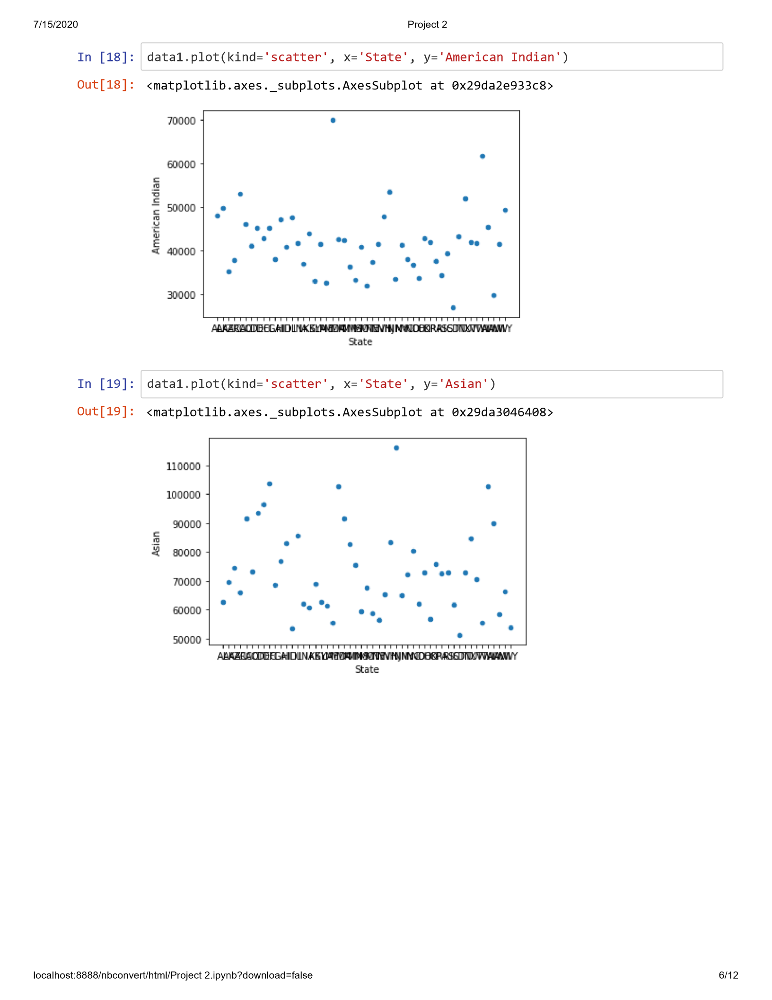 7/15/2020 Project 2
In [18]: data1.plot(kind='scatter', x='State', y='American Indian')
Out[18]: <matplotlib.axes._subplots.AxesSubplot at 0x29da2e933c8>
70000
60000
50000
40000
30000
American Indian
State
In [19]: data1.plot(kind='scatter', x='State', y='Asian')
Out[19]: <matplotlib.axes._subplots.AxesSubplot at 0x29da3046408>
110000
100000
90000
80000
70000
60000
50000
Asian
State
localhost:8888/nbconvert/html/Project 2.ipynb?download=false 6/12